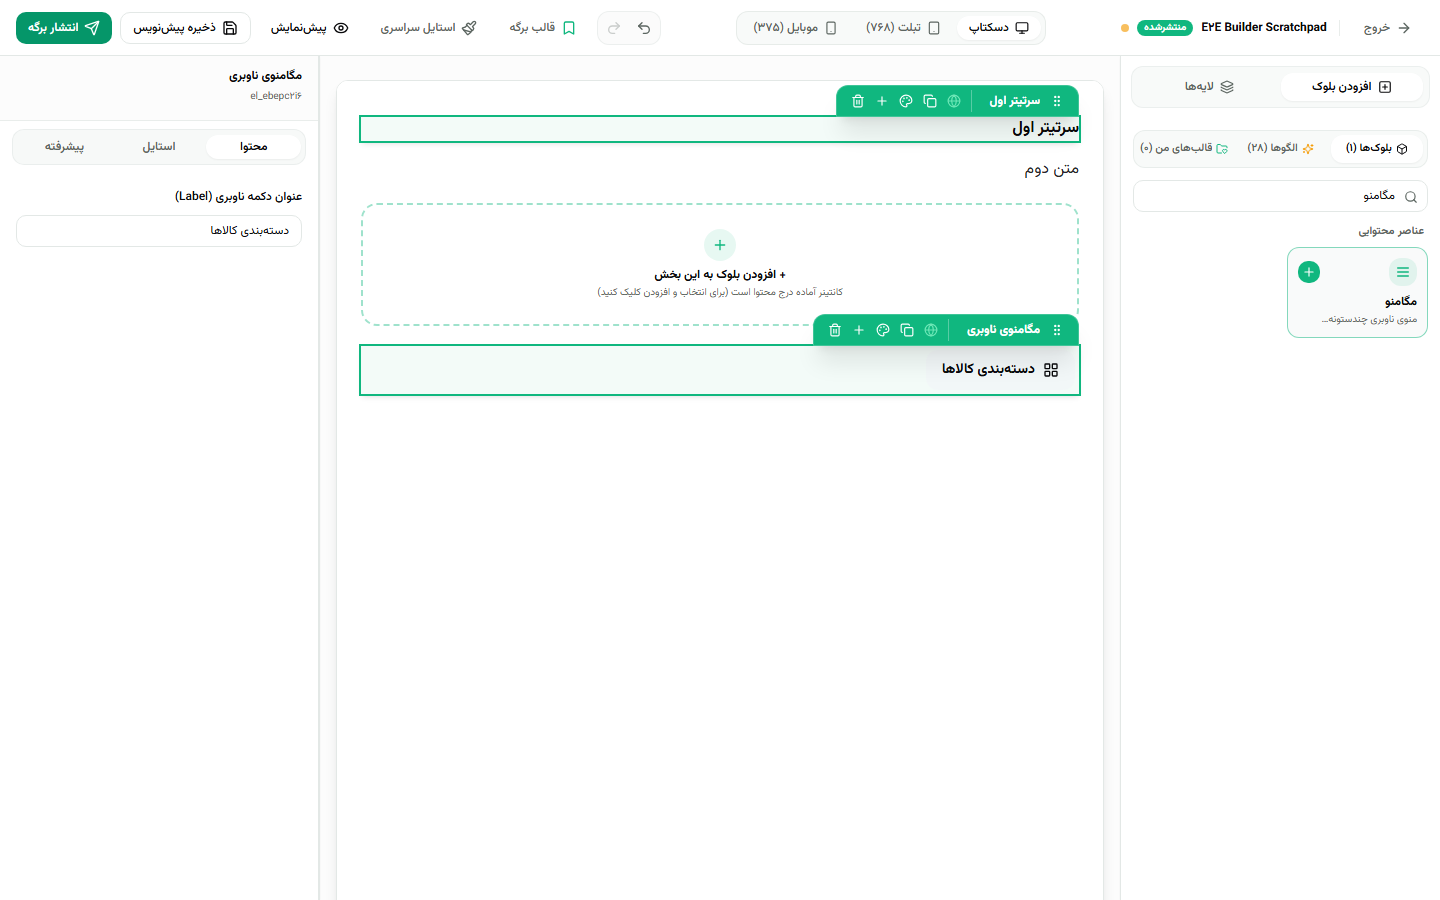 خروج
E2E Builder Scratchpad
منتشرشده
دسکتاپ
تبلت (۷۶۸)
موبایل (۳۷۵)
قالب برگه
استایل سراسری
پیش‌نمایش
ذخیره پیش‌نویس
انتشار برگه
افزودن بلوک
لایه‌ها
بلوک‌ها (۱)
الگوها (۲۸)
قالب‌های من (۰)
مگامنو
عناصر محتوایی
مگامنو
منوی ناوبری چندستونه...
سرتیتر اول
سرتیتر اول
متن دوم
+ افزودن بلوک به این بخش
کانتینر آماده درج محتوا است (برای انتخاب و افزودن کلیک کنید)
مگامنوی ناوبری
دسته‌بندی کالاها
مگامنوی ناوبری
el_ebepc۲i۶
محتوا
استایل
پیشرفته
عنوان دکمه ناوبری (Label)
دسته‌بندی کالاها